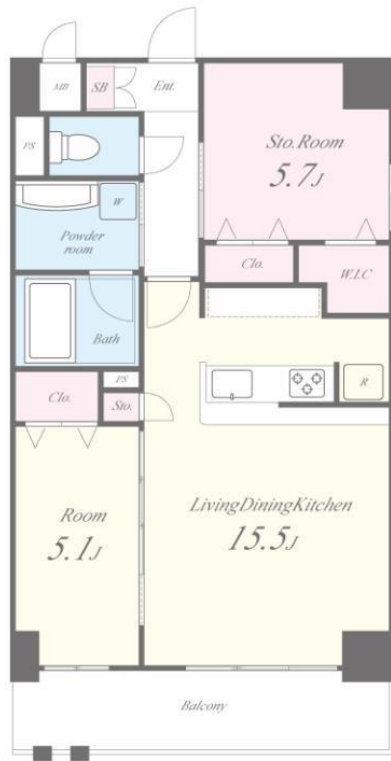 MB
SB
Ent.
PS
Sto.Room
5.7J
W
Powder
room
Clo.
W.I.C
Bath
PS
R
Clo.
Sto.
LivingDiningKitchen
15.5J
Room
5.1J
Balcony